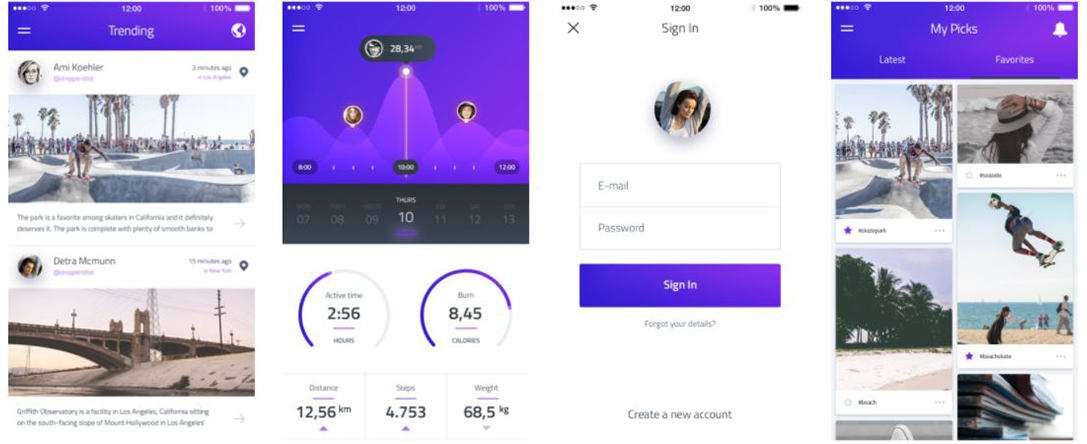 12:00
100%
Trending
Ami Koehler
@droppendist
3 minutes ago
in Los Angeles
The park is a favorite among skaters in California and it definitely
deserves it. The park is complete with plenty of smooth banks to
Detra Mcmunn
15 minutes ago
in New York
Griffith Observatory is a facility in Los Angeles, California sitting
on the south-facing slope of Mount Hollywood in Los Angeles'
12:00
100%
28,34
8:00
10:00
12:00
THURS
07 08 09 10 11 12 13
Active time
2:56
HOURS
Burn
8,45
CALORIES
Distance
12,56 km
Steps
4.753
Weight
68,5 kg
12:00
100%
Sign In
E-mail
Password
Sign In
Forgot your details?
Create a new account
12:00
100%
My Picks
Latest
Favorites
#skatepark
#seaside
#beach
#beachskate